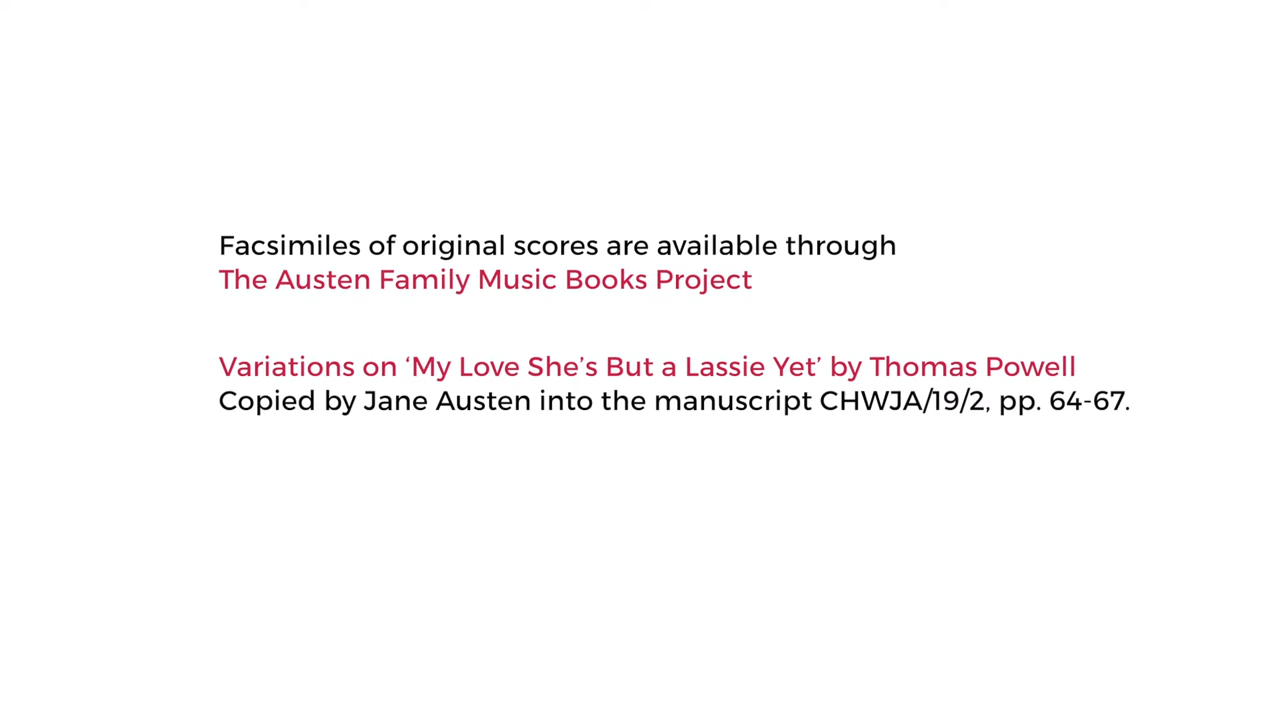 Facsimiles of original scores are available through
The Austen Family Music Books Project
Variations on ‘My Love She’s But a Lassie Yet’ by Thomas Powell
Copied by Jane Austen into the manuscript CHWJA/19/2, pp. 64-67.